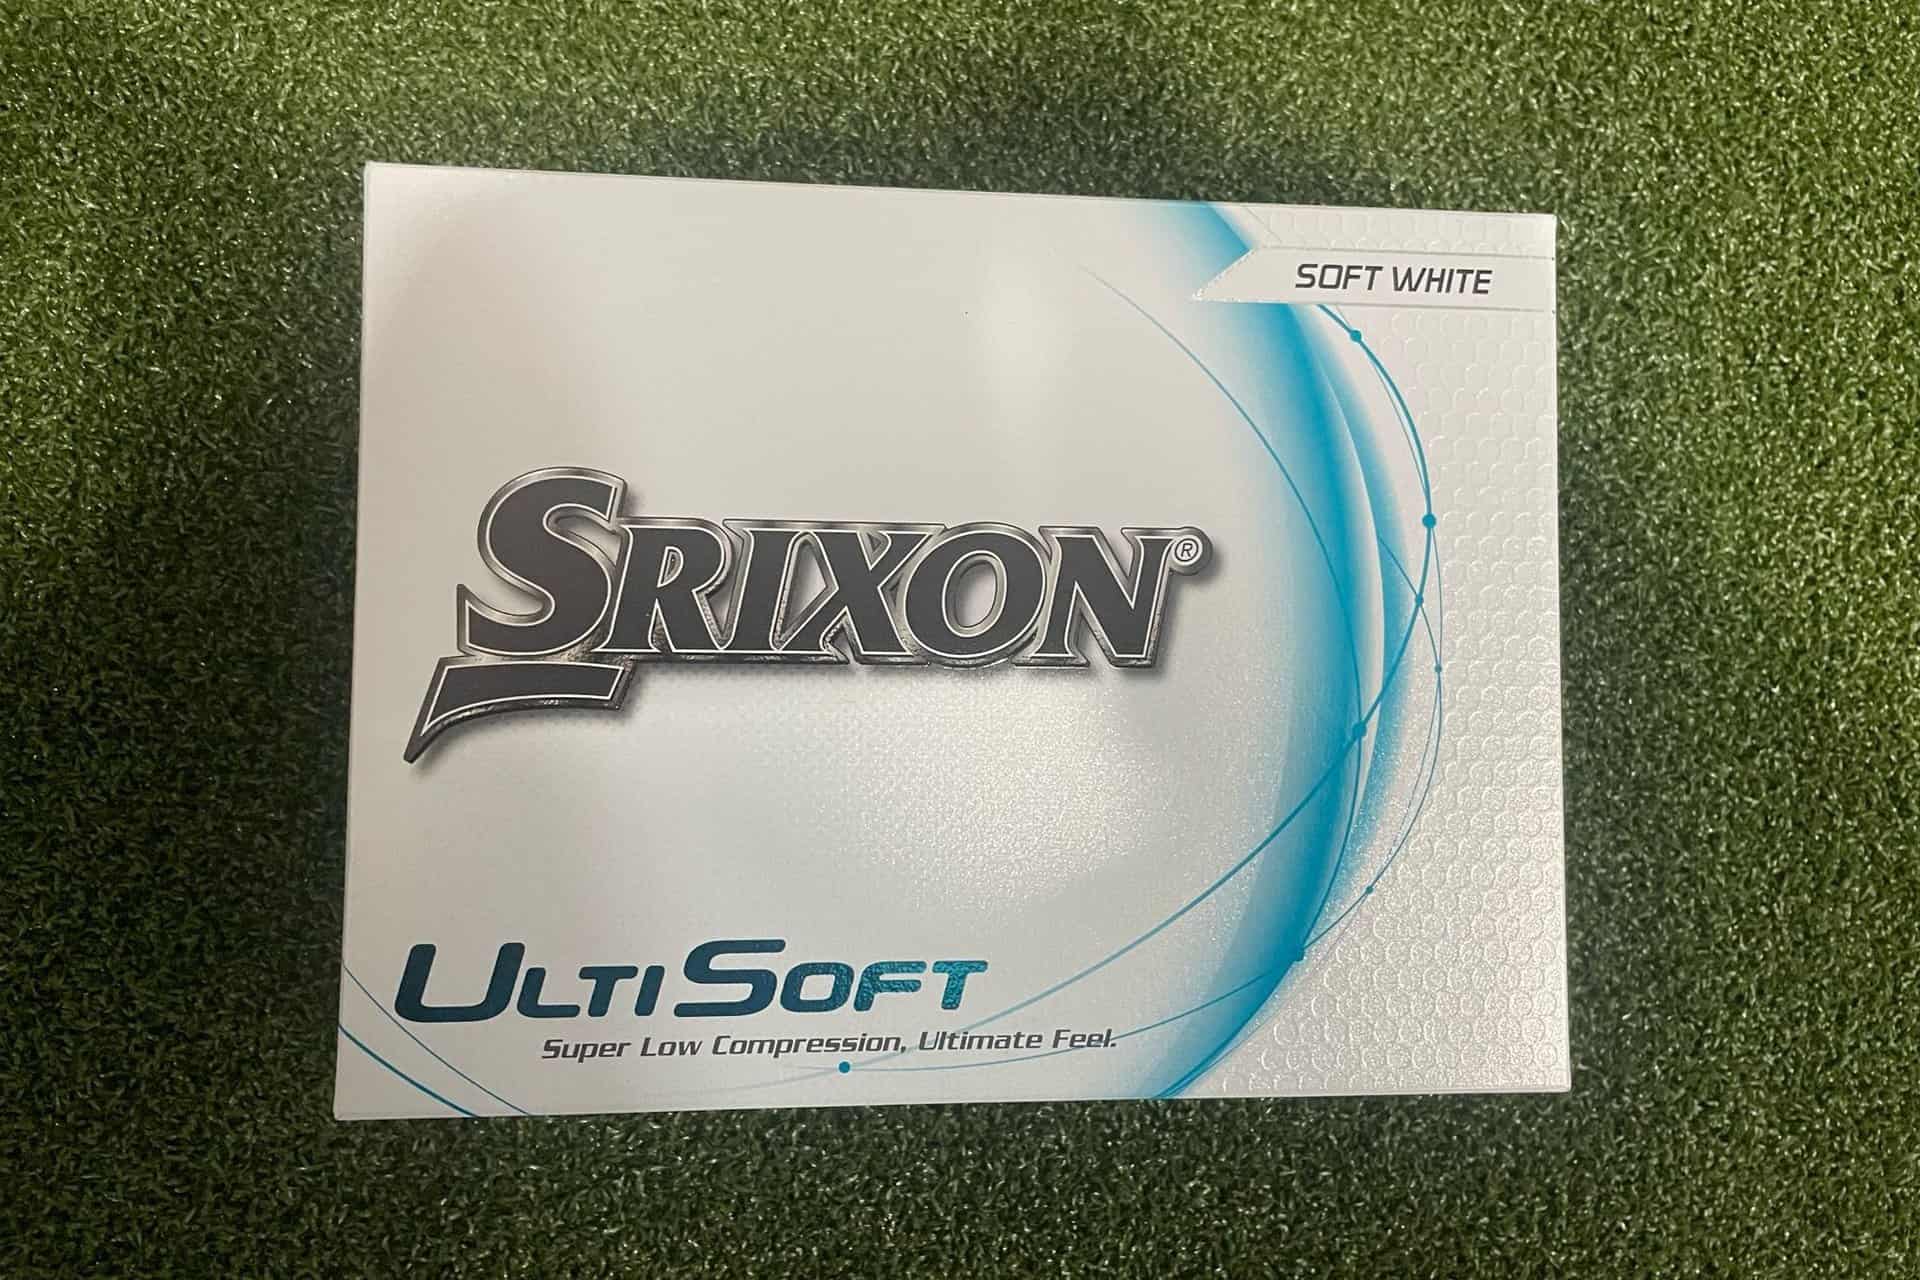 SOFT WHITE
SRIXON®
ULTISOFT
Super Low Compression, Ultimate Feel.